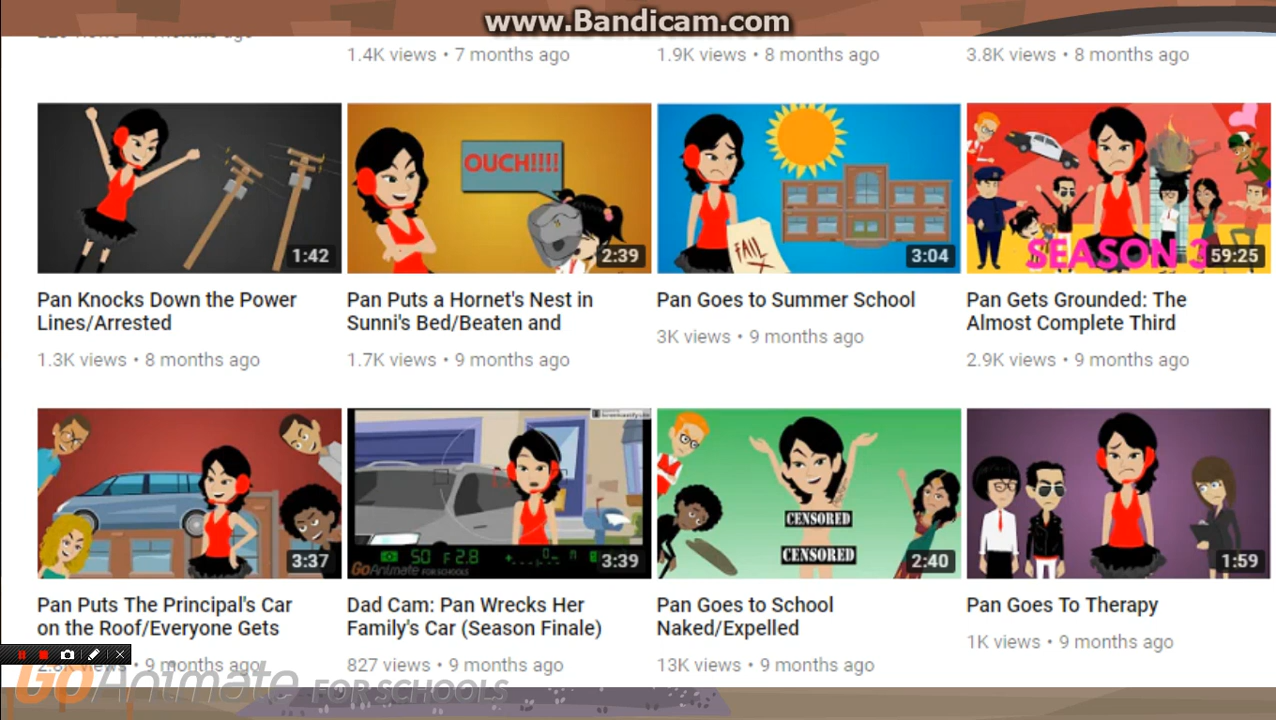 www.Bandicam.com
1.4K views • 7 months ago
1.9K views • 8 months ago
3.8K views • 8 months ago
1:42
OUCH!!!!
2:39
FAIL
3:04
SEASON 3
59:25
Pan Knocks Down the Power
Lines/Arrested
1.3K views • 8 months ago
Pan Puts a Hornet's Nest in
Sunni's Bed/Beaten and
1.7K views • 9 months ago
Pan Goes to Summer School
3K views • 9 months ago
Pan Gets Grounded: The
Almost Complete Third
2.9K views • 9 months ago
3:37
50 F2.8
GoAnimate FOR SCHOOLS
3:39
CENSORED
CENSORED
2:40
1:59
Pan Puts The Principal's Car
on the Roof/Everyone Gets
views • 9 months ago
Dad Cam: Pan Wrecks Her
Family's Car (Season Finale)
827 views • 9 months ago
Pan Goes to School
Naked/Expelled
13K views • 9 months ago
Pan Goes To Therapy
1K views • 9 months ago
GoAnimate FOR SCHOOLS